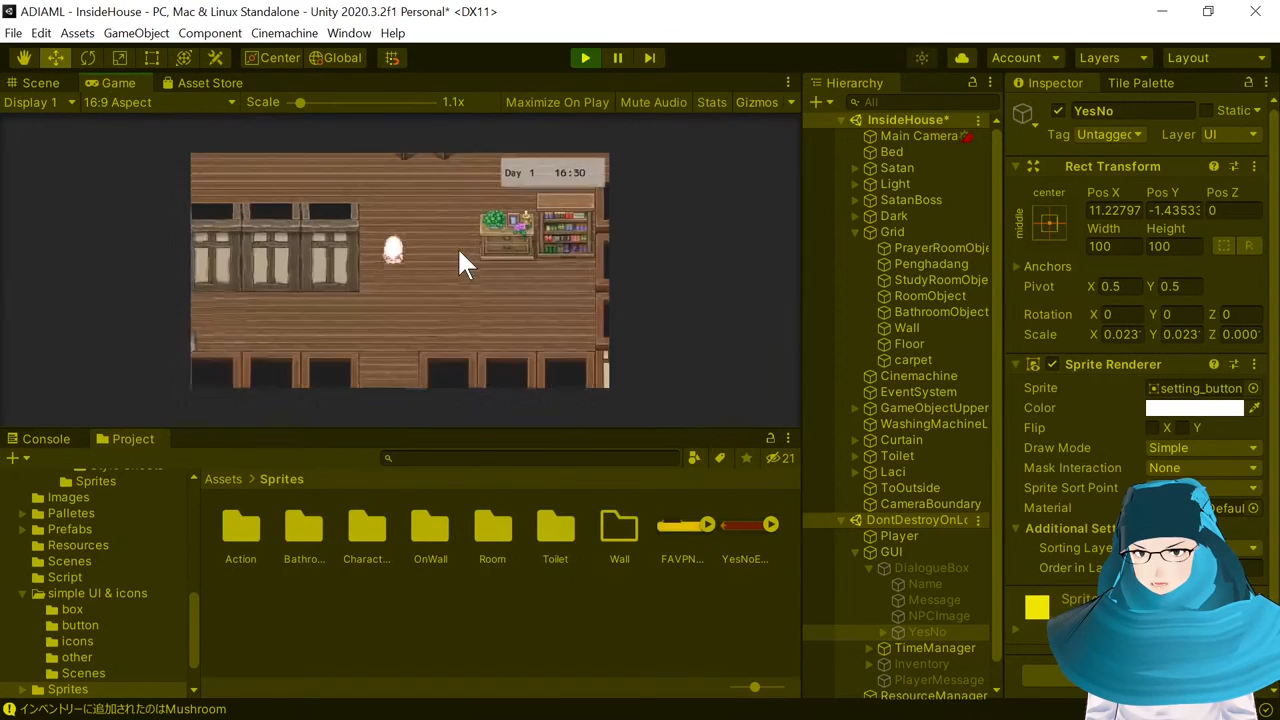 ADIAML - InsideHouse - PC, Mac & Linux Standalone - Unity 2020.3.2f1 Personal* <DX11>
File Edit Assets GameObject Component Cinemachine Window Help
Center Global Account Layers Layout
Scene Game Asset Store Hierarchy Inspector Tile Palette
Display 1 16:9 Aspect Scale 1.1x Maximize On Play Mute Audio Stats Gizmos
All
YesNo Static
Tag Untagged Layer UI
InsideHouse*
Main Camera
Bed
Satan
Light
SatanBoss
Dark
Grid
PrayerRoomObje
Penghadang
StudyRoomObje
RoomObject
BathroomObject
Wall
Floor
carpet
Cinemachine
EventSystem
GameObjectUpper
WashingMachineL
Curtain
Toilet
Laci
ToOutside
CameraBoundary
DontDestroyOnLo
Player
GUI
DialogueBox
Name
Message
NPCImage
YesNo
TimeManager
Inventory
PlayerMessage
ResourceManager
Rect Transform
center Pos X Pos Y Pos Z
middle 11.22797 -1.43533 0
Width Height
100 100 R
Anchors
Pivot X 0.5 Y 0.5
Rotation X 0 Y 0 Z 0
Scale X 0.023 Y 0.023 Z 0.000
Sprite Renderer
Sprite setting_button
Color
Flip X Y
Draw Mode Simple
Mask Interaction None
Sprite Sort Point
Material Defaul
Additional Set
Sorting Laye
Order in La
Day 1 16:30
Console Project
21
Sprites
Images
Palletes
Prefabs
Resources
Scenes
Script
simple UI & icons
box
button
icons
other
Scenes
Sprites
Assets Sprites
Action Bathro... Charact... OnWall Room Toilet Wall FAVPN... YesNoE...
インベントリーに追加されたのはMushroom